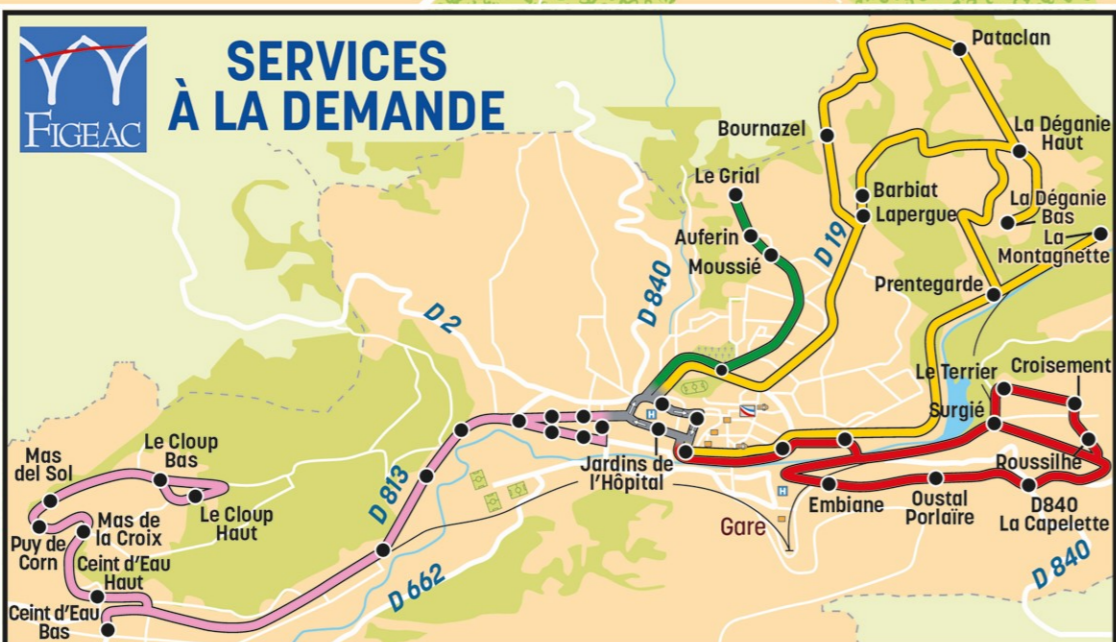 SERVICES
À LA DEMANDE
FIGEAC
Pataclan
Bournazel
La Déganie
Haut
Le Grial
Barbiat
Lapergue
La Déganie
Bas
La
Montagnette
Auferin
Moussié
D 19
D 840
Prentegarde
D 2
Le Terrier
Croisement
Surgié
H
Mas
del Sol
Le Cloup
Bas
D 813
Jardins de
l'Hôpital
Roussilhe
Le Cloup
Haut
H
Embiane
Oustal
Porlaïre
D840
La Capelette
Puy de
Corn
Mas de
la Croix
Gare
Ceint d'Eau
Haut
D 662
D 840
Ceint d'Eau
Bas